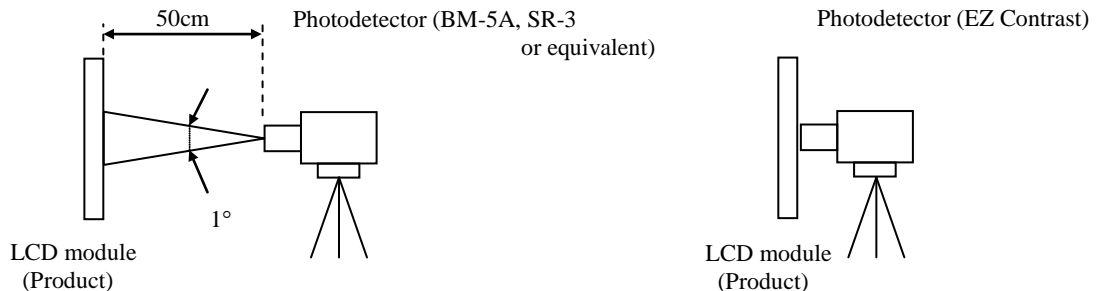 50cm
Photodetector (BM-5A, SR-3
or equivalent)
1°
LCD module
(Product)
Photodetector (EZ Contrast)
LCD module
(Product)